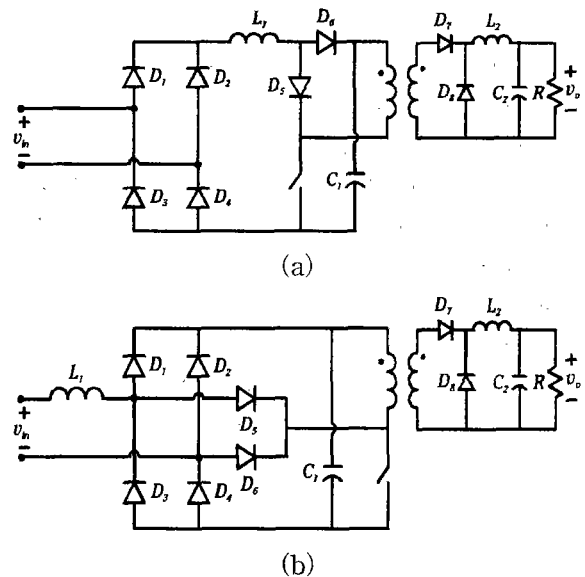 L₁ D₆ D₇ L₂
D₁ D₂ D₅ D₈ C₂ R + vₒ −
+ vᵢₙ −
D₃ D₄ C₁
(a)
D₇ L₂
L₁ D₁ D₂ D₈ C₂ R + vₒ −
+ vᵢₙ − D₅
D₃ D₄ D₆ C₁
(b)